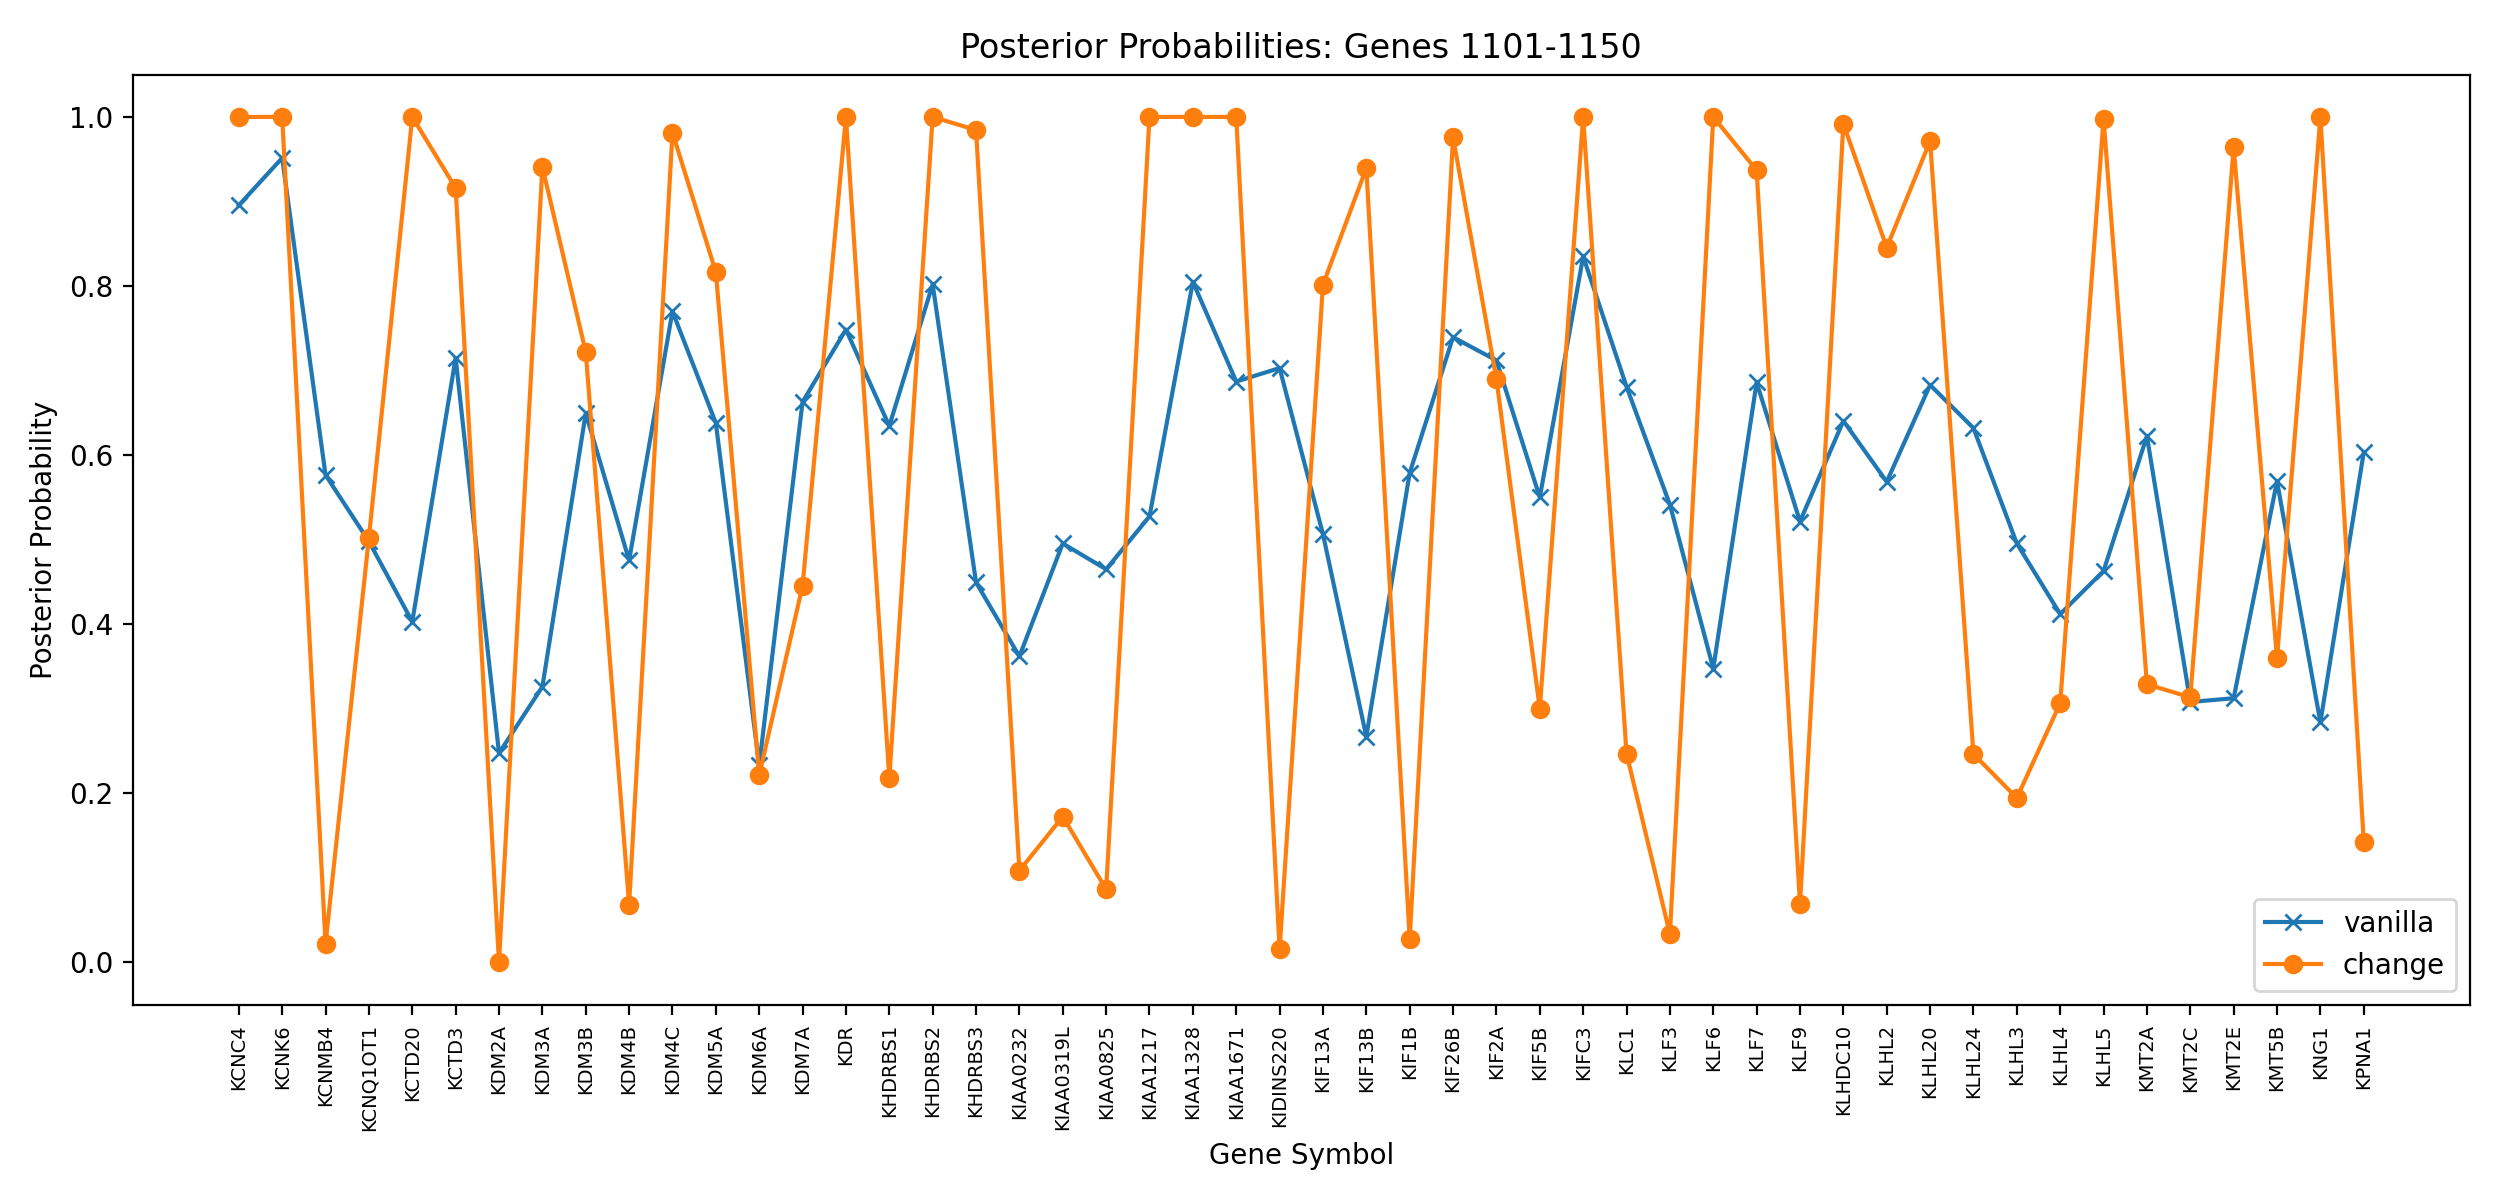 Posterior Probabilities: Genes 1101-1150
Posterior Probability
1.0
0.8
0.6
0.4
0.2
0.0
vanilla
change
KCNC4
KCNK6
KCNMB4
KCNQ1OT1
KCTD20
KCTD3
KDM2A
KDM3A
KDM3B
KDM4B
KDM4C
KDM5A
KDM6A
KDM7A
KDR
KHDRBS1
KHDRBS2
KHDRBS3
KIAA0232
KIAA0319L
KIAA0825
KIAA1217
KIAA1328
KIAA1671
KIDINS220
KIF13A
KIF13B
KIF1B
KIF26B
KIF2A
KIF5B
KIFC3
KLC1
KLF3
KLF6
KLF7
KLF9
KLHDC10
KLHL2
KLHL20
KLHL24
KLHL3
KLHL4
KLHL5
KMT2A
KMT2C
KMT2E
KMT5B
KNG1
KPNA1
Gene Symbol